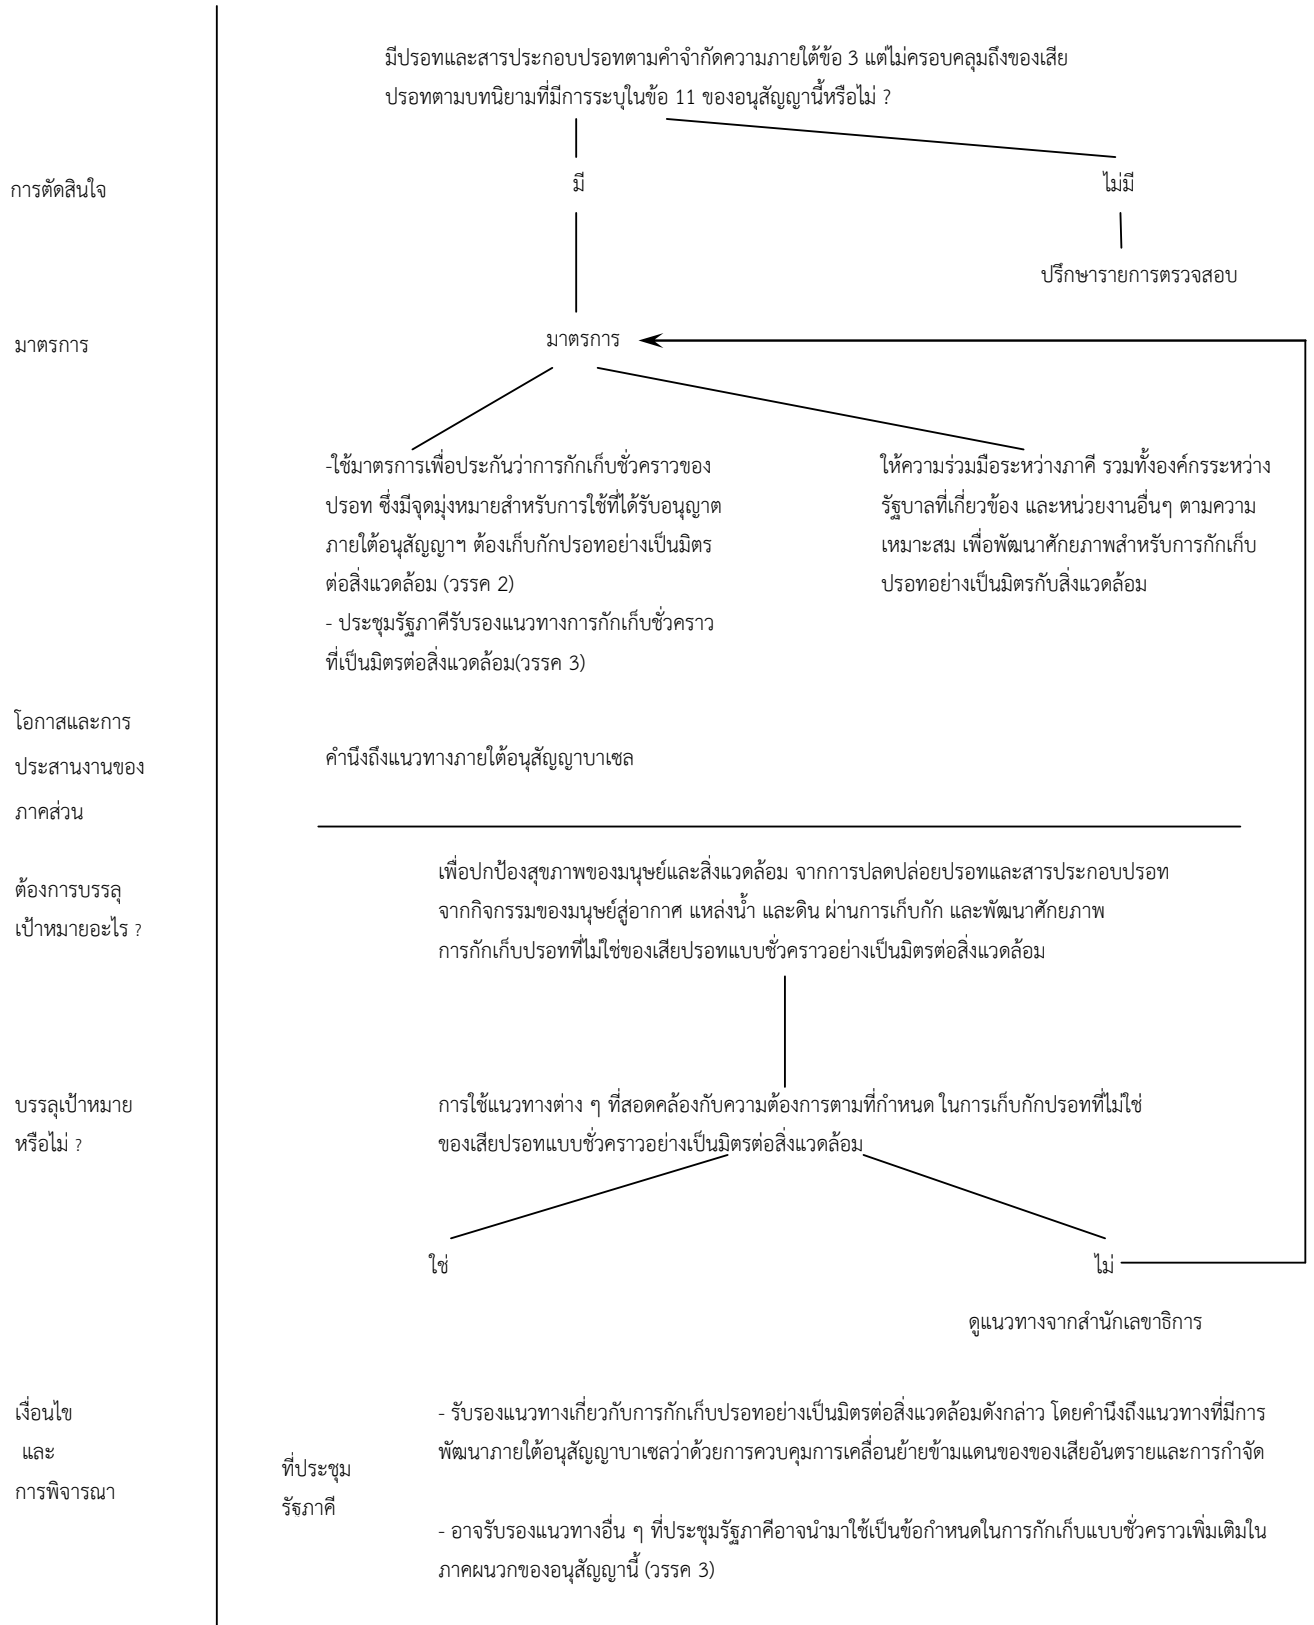 มีปรอทและสารประกอบปรอทตามคำจำกัดความภายใต้ข้อ 3 แต่ไม่ครอบคลุมถึงของเสีย
ปรอทตามบทนิยามที่มีการระบุในข้อ 11 ของอนุสัญญานี้หรือไม่ ?
การตัดสินใจ
มี
ไม่มี
ปรึกษารายการตรวจสอบ
มาตรการ
มาตรการ
-ใช้มาตรการเพื่อประกันว่าการกักเก็บชั่วคราวของ
ปรอท ซึ่งมีจุดมุ่งหมายสำหรับการใช้ที่ได้รับอนุญาต
ภายใต้อนุสัญญาฯ ต้องเก็บกักปรอทอย่างเป็นมิตร
ต่อสิ่งแวดล้อม (วรรค 2)
- ประชุมรัฐภาคีรับรองแนวทางการกักเก็บชั่วคราว
ที่เป็นมิตรต่อสิ่งแวดล้อม(วรรค 3)
ให้ความร่วมมือระหว่างภาคี รวมทั้งองค์กรระหว่าง
รัฐบาลที่เกี่ยวข้อง และหน่วยงานอื่นๆ ตามความ
เหมาะสม เพื่อพัฒนาศักยภาพสำหรับการกักเก็บ
ปรอทอย่างเป็นมิตรกับสิ่งแวดล้อม
โอกาสและการ
ประสานงานของ
ภาคส่วน
คำนึงถึงแนวทางภายใต้อนุสัญญาบาเซล
ต้องการบรรลุ
เป้าหมายอะไร ?
เพื่อปกป้องสุขภาพของมนุษย์และสิ่งแวดล้อม จากการปลดปล่อยปรอทและสารประกอบปรอท
จากกิจกรรมของมนุษย์สู่อากาศ แหล่งน้ำ และดิน ผ่านการเก็บกัก และพัฒนาศักยภาพ
การกักเก็บปรอทที่ไม่ใช่ของเสียปรอทแบบชั่วคราวอย่างเป็นมิตรต่อสิ่งแวดล้อม
บรรลุเป้าหมาย
หรือไม่ ?
การใช้แนวทางต่าง ๆ ที่สอดคล้องกับความต้องการตามที่กำหนด ในการเก็บกักปรอทที่ไม่ใช่
ของเสียปรอทแบบชั่วคราวอย่างเป็นมิตรต่อสิ่งแวดล้อม
ใช่
ไม่
ดูแนวทางจากสำนักเลขาธิการ
เงื่อนไข
และ
การพิจารณา
ที่ประชุม
รัฐภาคี
- รับรองแนวทางเกี่ยวกับการกักเก็บปรอทอย่างเป็นมิตรต่อสิ่งแวดล้อมดังกล่าว โดยคำนึงถึงแนวทางที่มีการ
พัฒนาภายใต้อนุสัญญาบาเซลว่าด้วยการควบคุมการเคลื่อนย้ายข้ามแดนของของเสียอันตรายและการกำจัด
- อาจรับรองแนวทางอื่น ๆ ที่ประชุมรัฐภาคีอาจนำมาใช้เป็นข้อกำหนดในการกักเก็บแบบชั่วคราวเพิ่มเติมใน
ภาคผนวกของอนุสัญญานี้ (วรรค 3)